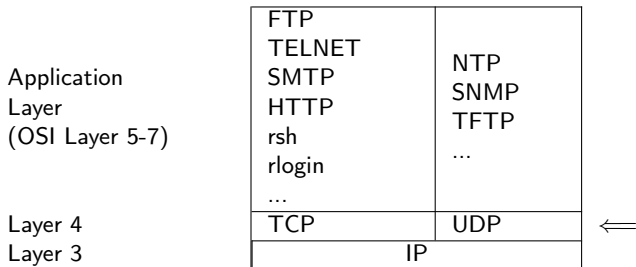 FTP
TELNET
NTP
Application
SMTP
SNMP
Layer
HTTP
TFTP
(OSI Layer 5-7)
rsh
...
rlogin
...
Layer 4 TCP UDP ⇐
Layer 3 IP